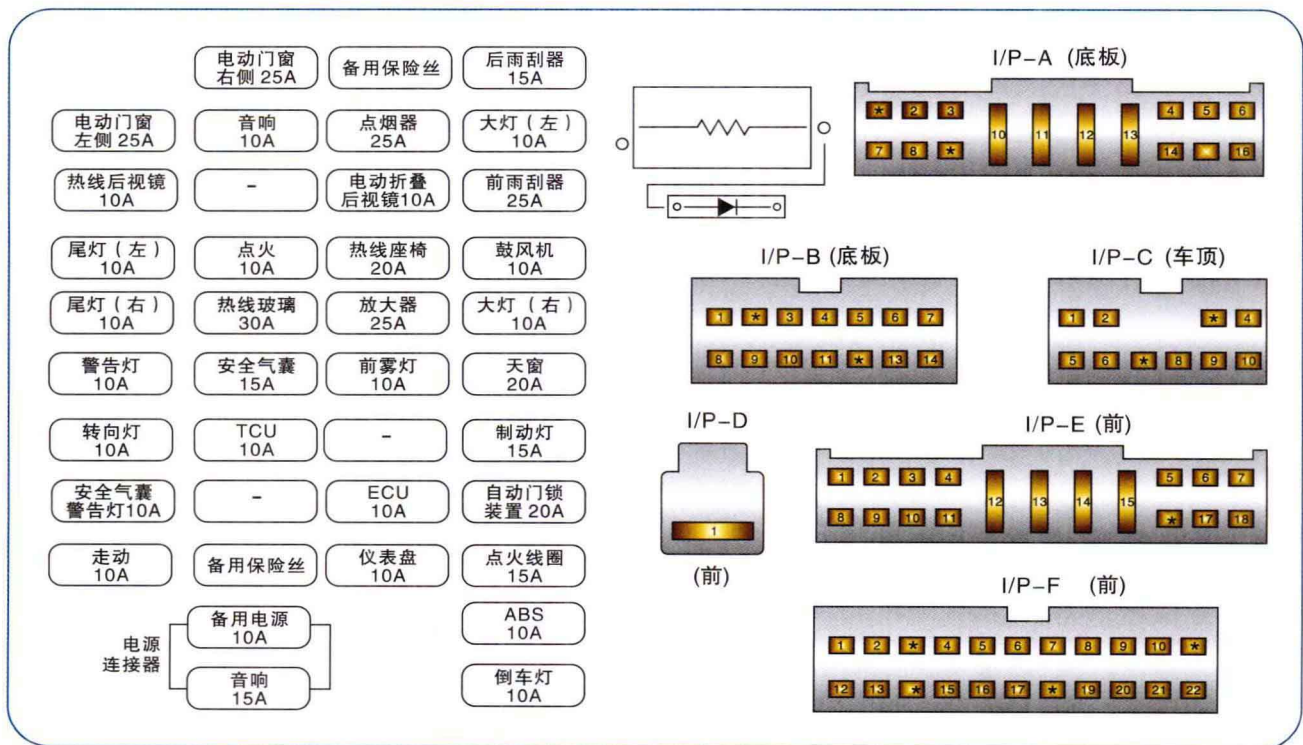 电动门窗
右侧 25A
备用保险丝
后雨刮器
15A
电动门窗
左侧 25A
音响
10A
点烟器
25A
大灯（左）
10A
热线后视镜
10A
–
电动折叠
后视镜10A
前雨刮器
25A
尾灯（左）
10A
点火
10A
热线座椅
20A
鼓风机
10A
尾灯（右）
10A
热线玻璃
30A
放大器
25A
大灯（右）
10A
警告灯
10A
安全气囊
15A
前雾灯
10A
天窗
20A
转向灯
10A
TCU
10A
–
制动灯
15A
安全气囊
警告灯10A
–
ECU
10A
自动门锁
装置 20A
走动
10A
备用保险丝
仪表盘
10A
点火线圈
15A
电源
连接器
备用电源
10A
音响
15A
ABS
10A
倒车灯
10A
I/P–A (底板)
★ 2 3 10 11 12 13 4 5 6
7 8 ★ 14 ★ 16
I/P–B (底板)
1 ★ 3 4 5 6 7
8 9 10 11 ★ 13 14
I/P–C (车顶)
1 2 ★ 4
5 6 ★ 8 9 10
I/P–D
1
(前)
I/P–E (前)
1 2 3 4 12 13 14 15 5 6 7
8 9 10 11 ★ 17 18
I/P–F (前)
1 2 ★ 4 5 6 7 8 9 10 ★
12 13 ★ 15 16 17 ★ 19 20 21 22